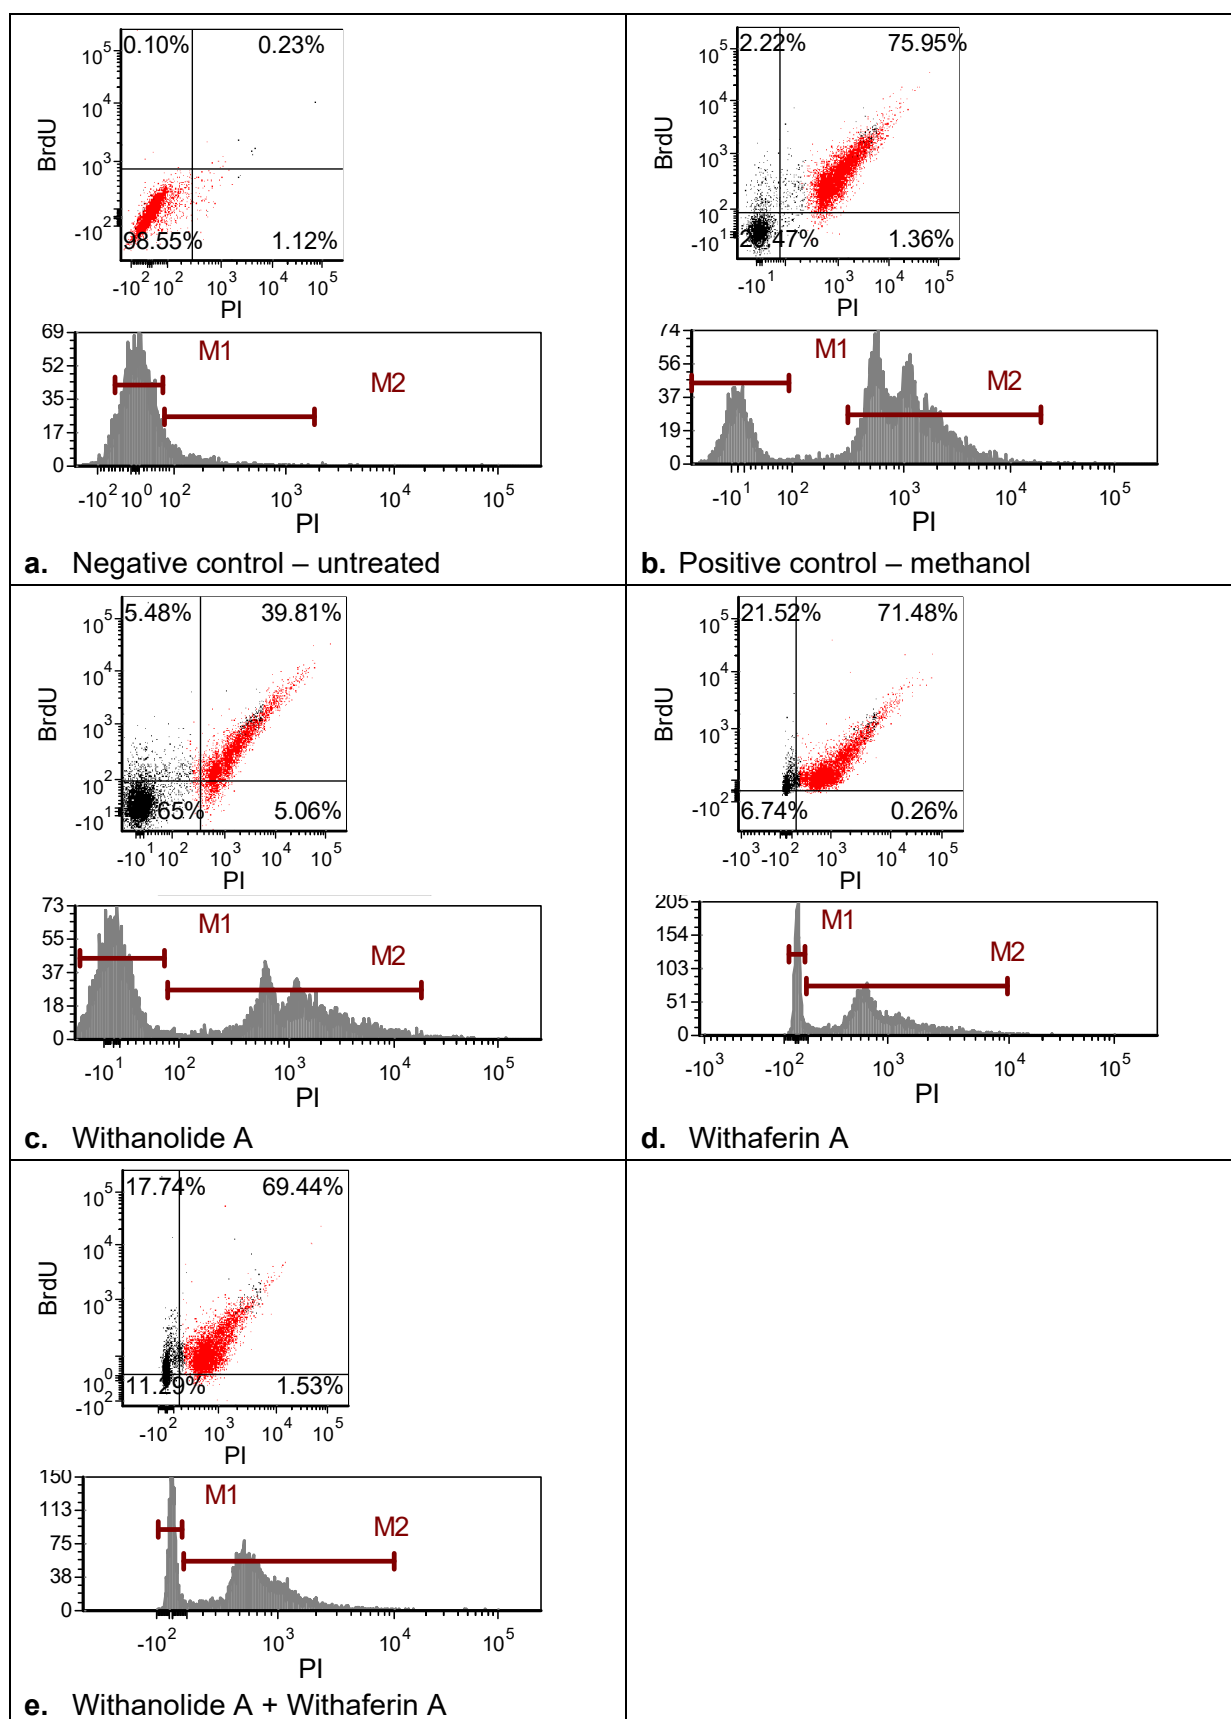 0.10% 0.23%
10^5
10^4
BrdU
10^3
-10^2
98.55% 1.12%
-10^2 10^2 10^3 10^4 10^5
PI
69
M1
52
M2
35
17
0
-10^2 10^0 10^2 10^3 10^4 10^5
PI
a. Negative control – untreated
2.22% 75.95%
10^5
10^4
BrdU
10^3
10^2
-10^1
1.36%
-10^1 10^3 10^4 10^5
PI
74
M1
56
M2
37
19
0
-10^1 10^2 10^3 10^4 10^5
PI
b. Positive control – methanol
5.48% 39.81%
10^5
10^4
BrdU
10^3
10^2
-10^1
65% 5.06%
-10^1 10^2 10^3 10^4 10^5
PI
73
M1
55
M2
37
18
0
-10^1 10^2 10^3 10^4 10^5
PI
c. Withanolide A
21.52% 71.48%
10^5
BrdU
10^3
-10^2
6.74% 0.26%
-10^3 -10^2 10^3 10^4 10^5
PI
205
M1
154
M2
103
51
0
-10^3 -10^2 10^3 10^4 10^5
PI
d. Withaferin A
17.74% 69.44%
10^5
10^4
BrdU
10^3
10^0
-10^2
11.29% 1.53%
-10^2 10^3 10^4 10^5
PI
150
M1
113
M2
75
38
0
-10^2 10^3 10^4 10^5
PI
e. Withanolide A + Withaferin A